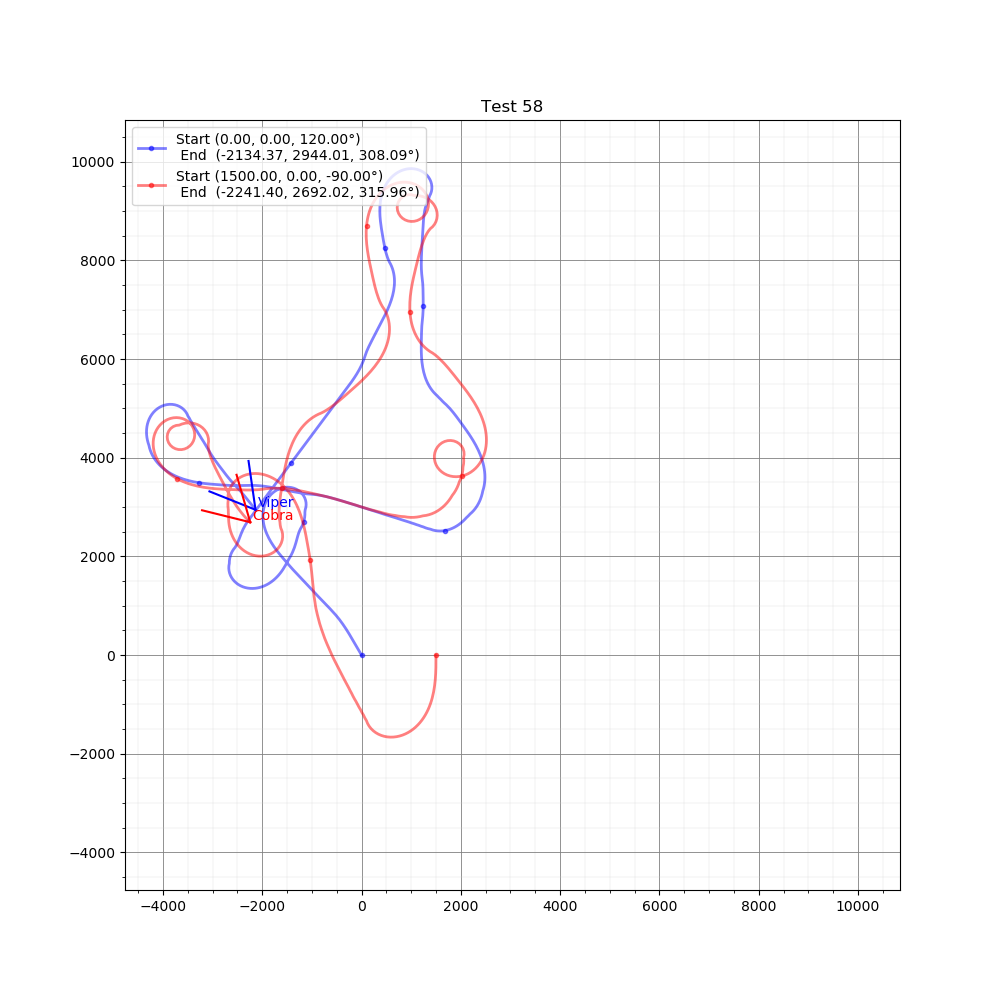 Test 58
Start (0.00, 0.00, 120.00°)
End  (-2134.37, 2944.01, 308.09°)
Start (1500.00, 0.00, -90.00°)
End  (-2241.40, 2692.02, 315.96°)
10000
8000
6000
4000
2000
0
−2000
−4000
Viper
Cobra
−4000 −2000 0 2000 4000 6000 8000 10000